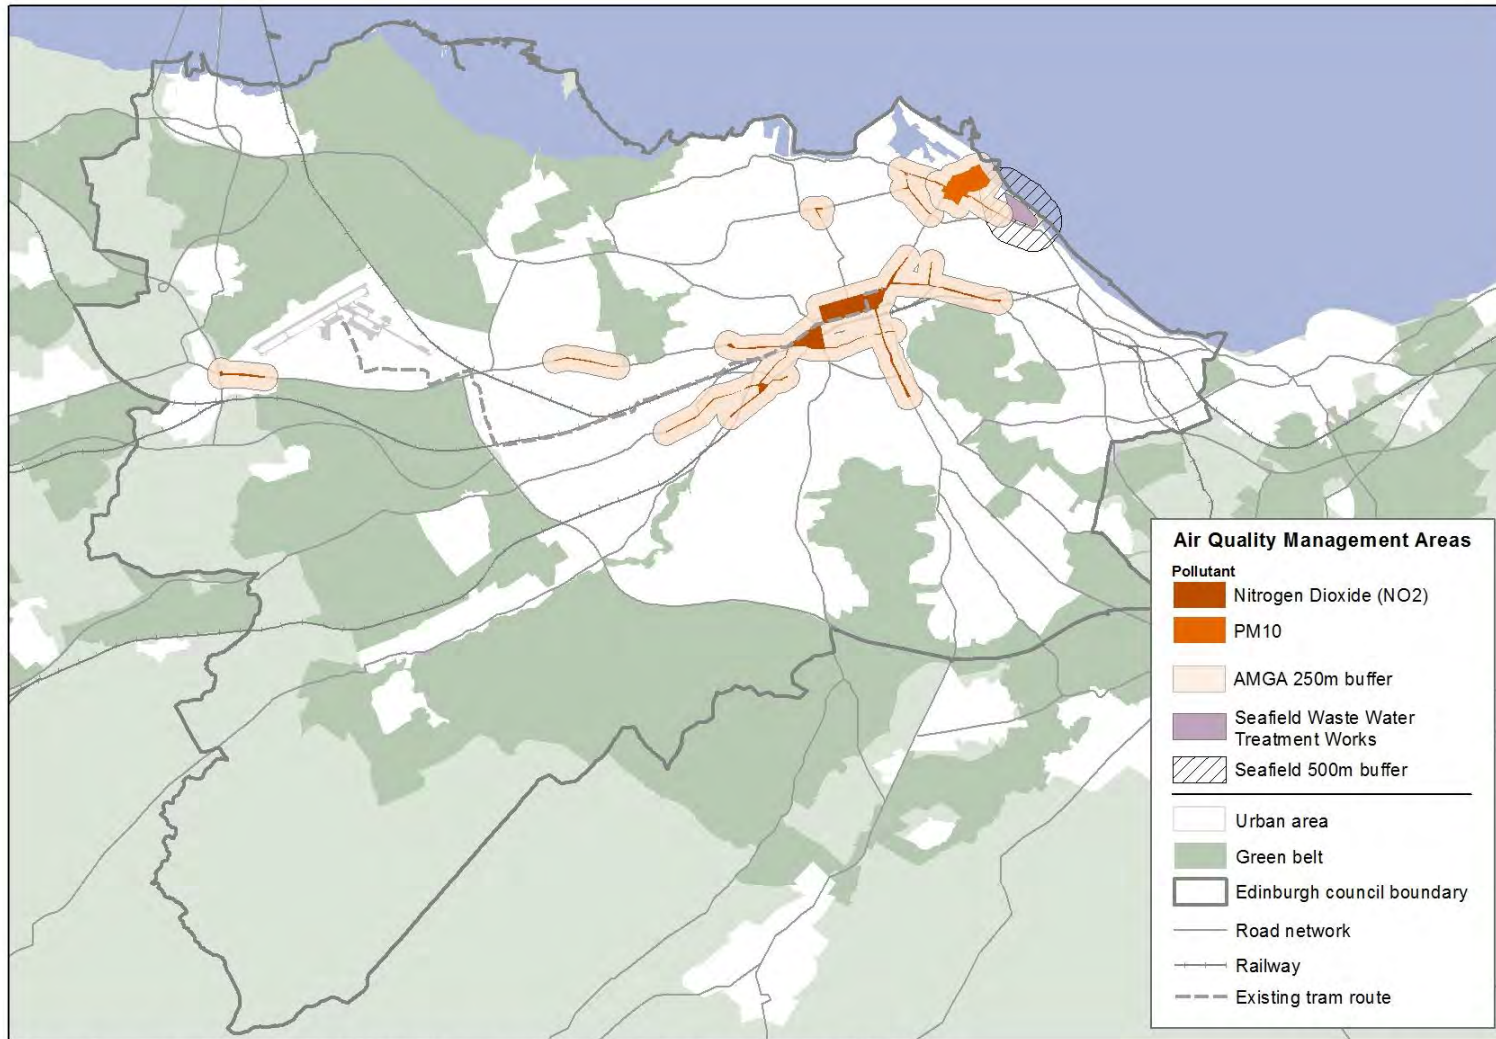 Air Quality Management Areas
Pollutant
Nitrogen Dioxide (NO2)
PM10
AMGA 250m buffer
Seafield Waste Water
Treatment Works
Seafield 500m buffer
Urban area
Green belt
Edinburgh council boundary
Road network
Railway
Existing tram route